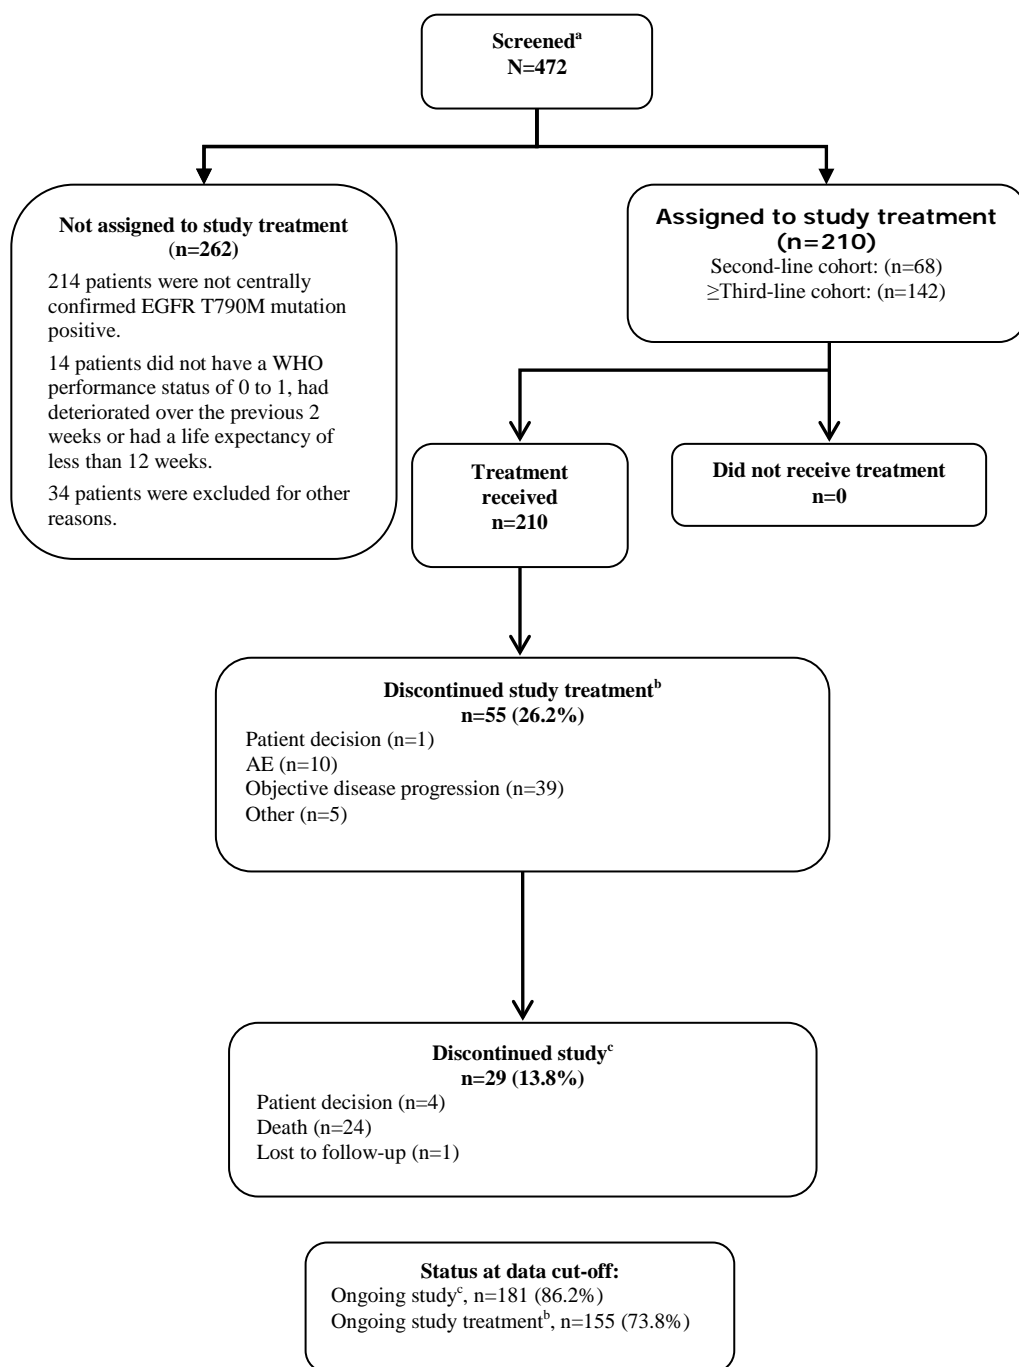 Screenedᵃ
N=472
Not assigned to study treatment
(n=262)
214 patients were not centrally
confirmed EGFR T790M mutation
positive.
14 patients did not have a WHO
performance status of 0 to 1, had
deteriorated over the previous 2
weeks or had a life expectancy of
less than 12 weeks.
34 patients were excluded for other
reasons.
Assigned to study treatment
(n=210)
Second-line cohort: (n=68)
≥Third-line cohort: (n=142)
Treatment
received
n=210
Did not receive treatment
n=0
Discontinued study treatmentᵇ
n=55 (26.2%)
Patient decision (n=1)
AE (n=10)
Objective disease progression (n=39)
Other (n=5)
Discontinued studyᶜ
n=29 (13.8%)
Patient decision (n=4)
Death (n=24)
Lost to follow-up (n=1)
Status at data cut-off:
Ongoing studyᶜ, n=181 (86.2%)
Ongoing study treatmentᵇ, n=155 (73.8%)